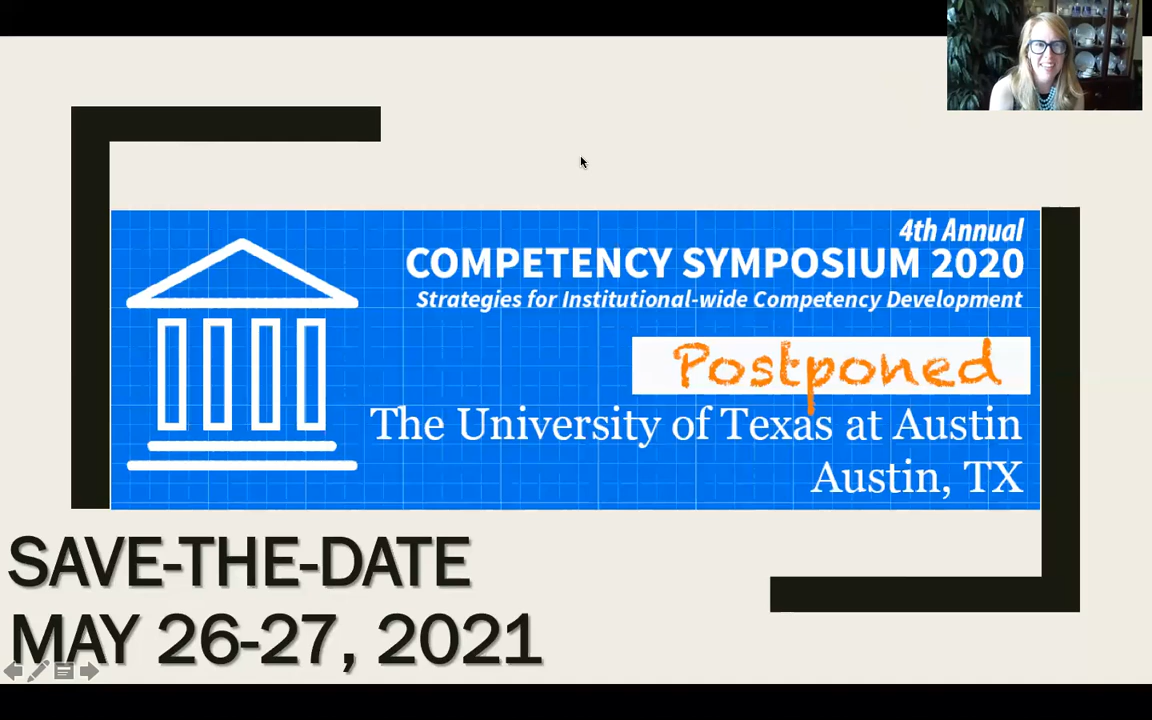 4th Annual
COMPETENCY SYMPOSIUM 2020
Strategies for Institutional-wide Competency Development
Postponed
The University of Texas at Austin
Austin, TX
SAVE-THE-DATE
MAY 26-27, 2021